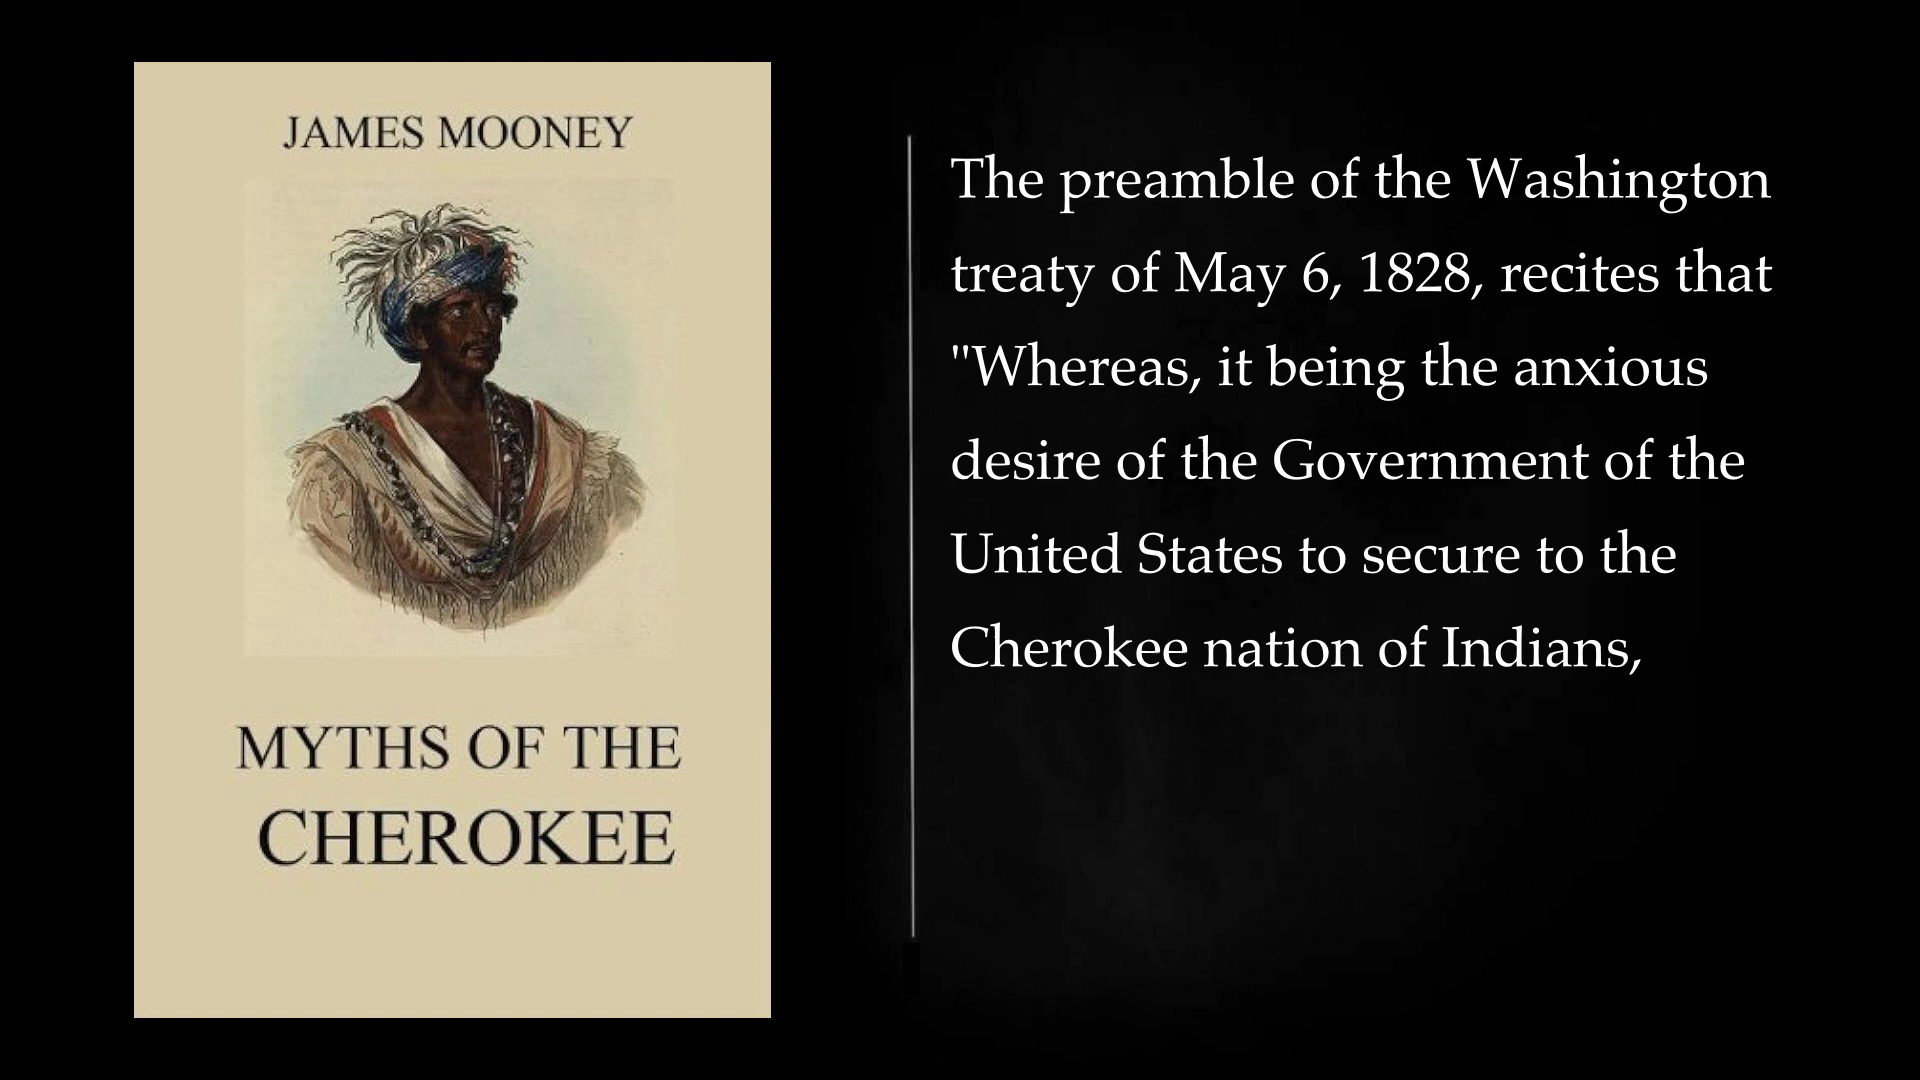 JAMES MOONEY
MYTHS OF THE
CHEROKEE
The preamble of the Washington
treaty of May 6, 1828, recites that
"Whereas, it being the anxious
desire of the Government of the
United States to secure to the
Cherokee nation of Indians,